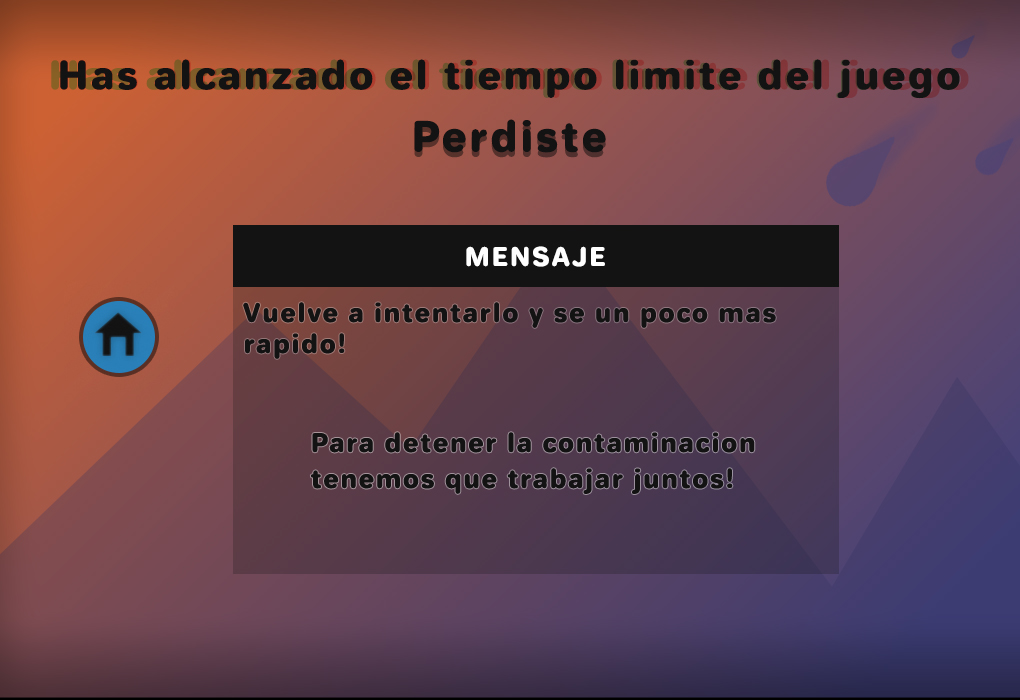 Has alcanzado el tiempo limite del juego
Perdiste
MENSAJE
Vuelve a intentarlo y se un poco mas
rapido!
Para detener la contaminacion
tenemos que trabajar juntos!